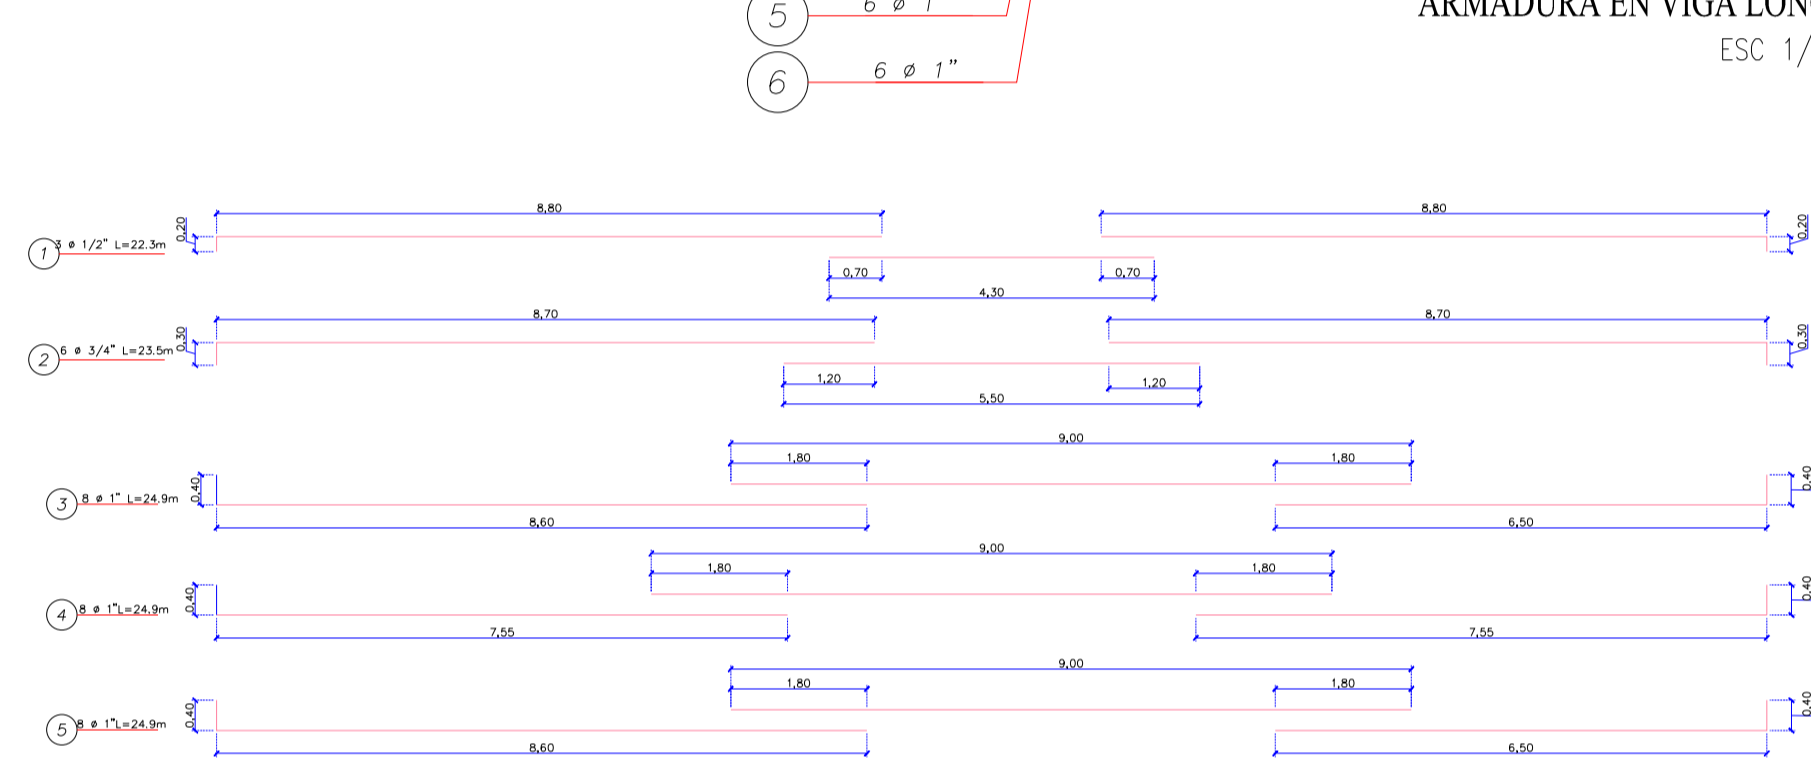 5 6 ø 1
ARMADURA EN VIGA
ESC 1/
6 6 ø 1”
8.80 8.80
0.20 0.20
1 3 ø 1/2" L=22.3m
0.70 0.70
4.30
8.70 8.70
0.30 0.30
2 6 ø 3/4" L=23.5m
1.20 1.20
5.50
9.00
1.80 1.80
0.40 0.40
3 8 ø 1" L=24.9m
8.60 6.50
9.00
1.80 1.80
0.40 0.40
4 8 ø 1"L=24.9m
7.55 7.55
9.00
1.80 1.80
0.40 0.40
5 8 ø 1"L=24.9m
8.60 6.50